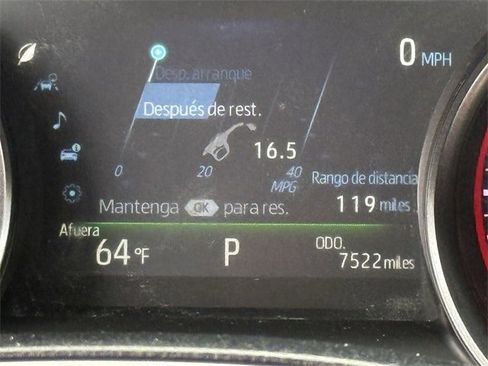 0 MPH
Desp. arranque
Después de rest.
16.5
0 20 40
MPG
Rango de distancia
119 miles
Mantenga OK para res.
Afuera
64 °F
P
ODO.
7522 miles